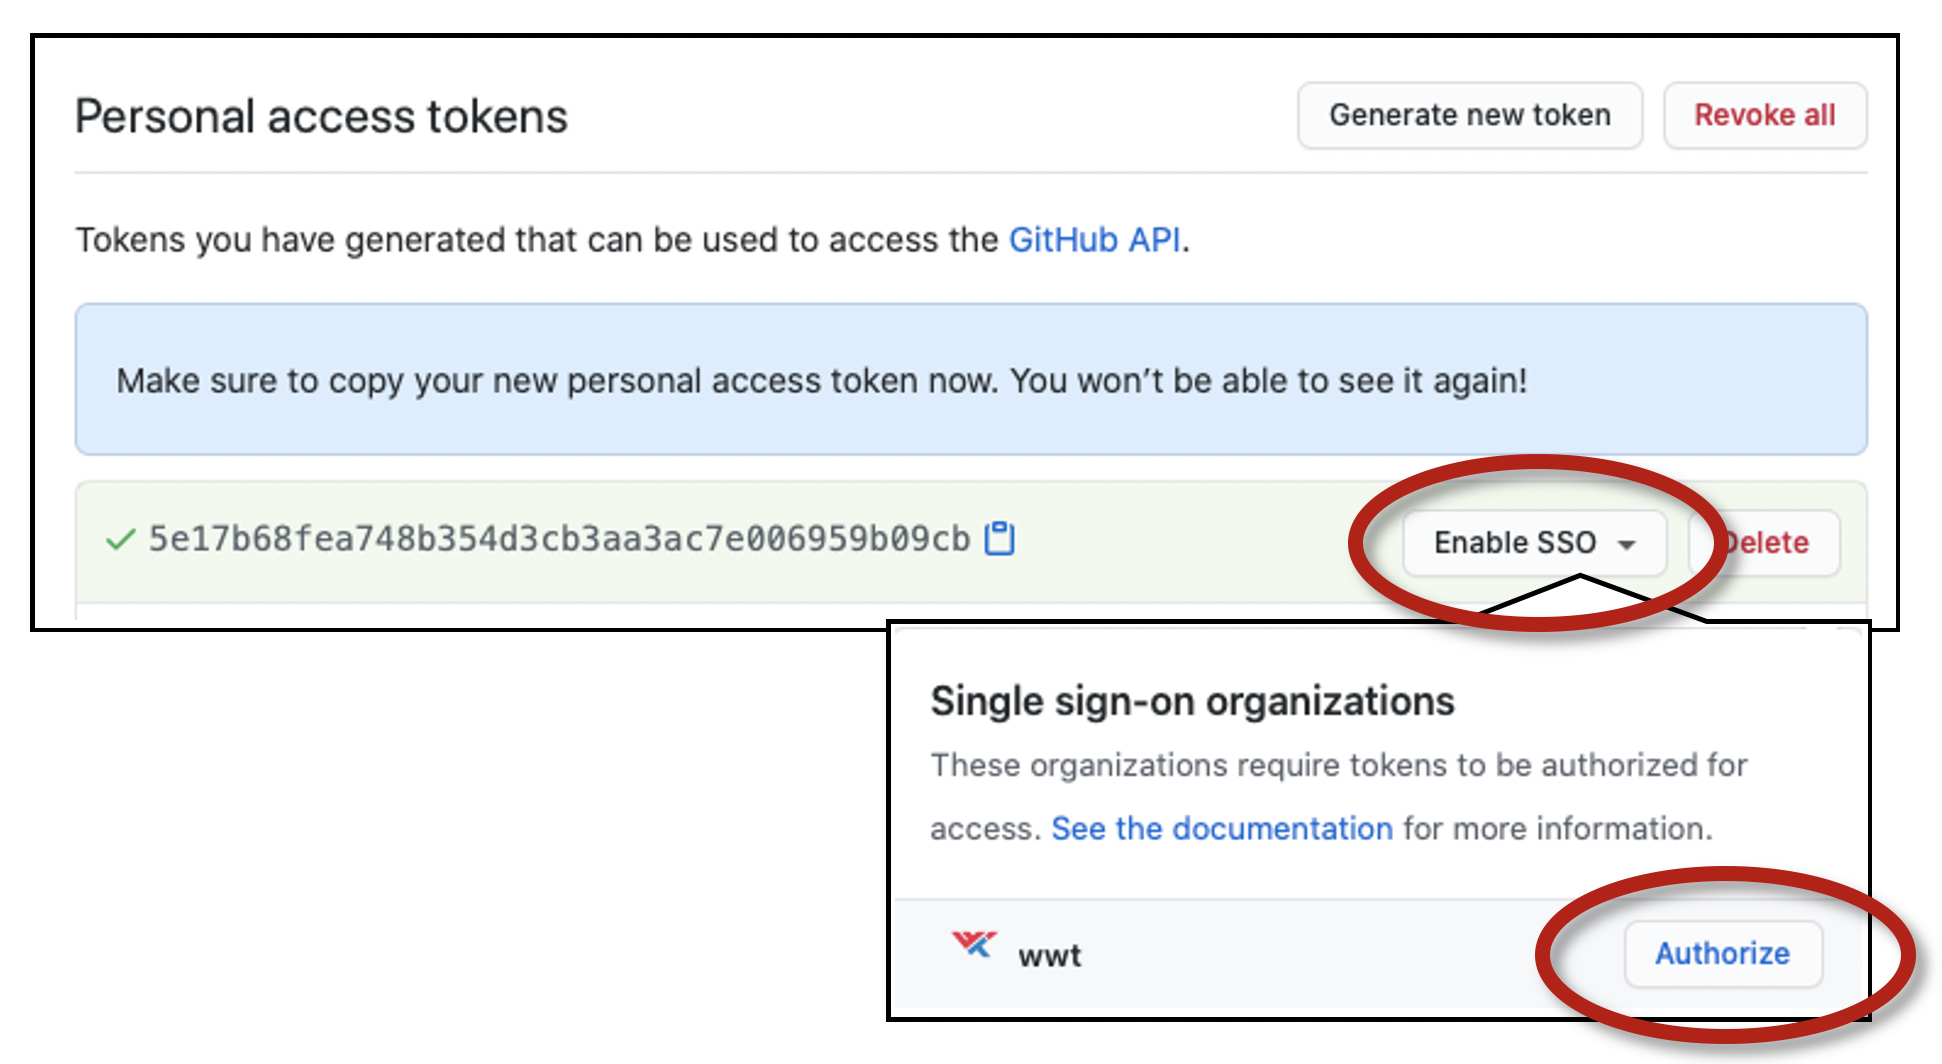 Personal access tokens
Generate new token
Revoke all
Tokens you have generated that can be used to access the GitHub API.
Make sure to copy your new personal access token now. You won’t be able to see it again!
5e17b68fea748b354d3cb3aa3ac7e006959b09cb
Enable SSO
Delete
Single sign-on organizations
These organizations require tokens to be authorized for
access. See the documentation for more information.
wwt
Authorize